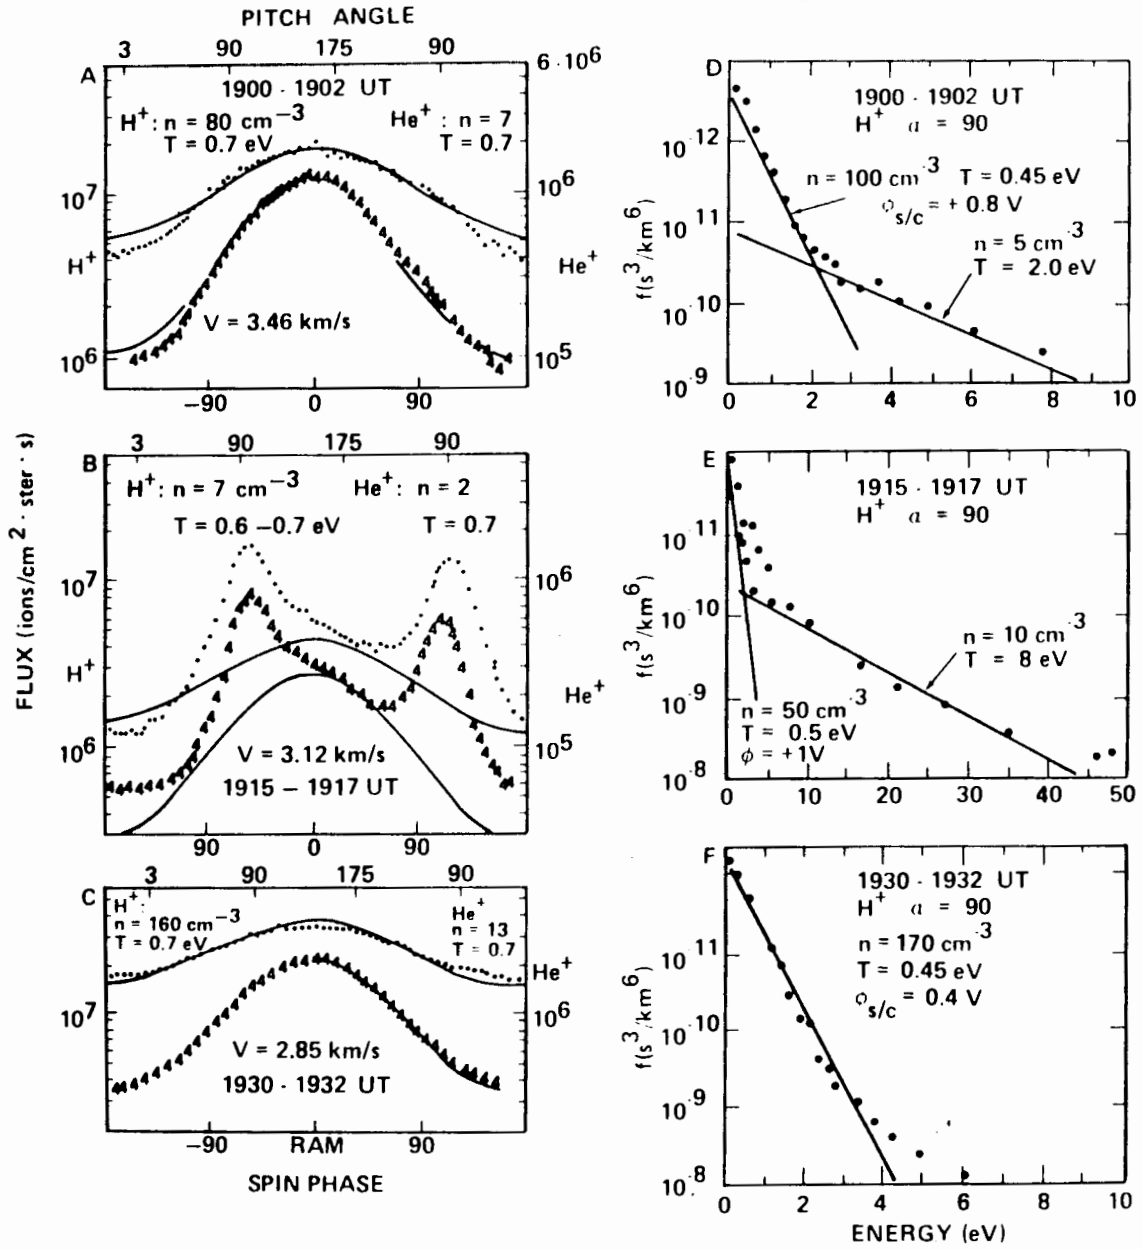 PITCH ANGLE
3 90 175 90
A
1900 - 1902 UT
H+: n = 80 cm-3
T = 0.7 eV
He+: n = 7
T = 0.7
6·10^6
10^7
10^6
H+
He+
V = 3.46 km/s
10^6
10^5
-90 0 90
3 90 175 90
B
H+: n = 7 cm-3
He+: n = 2
T = 0.6 -0.7 eV
T = 0.7
10^7
10^6
H+
He+
V = 3.12 km/s
1915 - 1917 UT
10^6
10^5
90 0 90
FLUX (ions/cm2 · ster · s)
3 90 175 90
C
H+:
n = 160 cm-3
T = 0.7 eV
He+
n = 13
T = 0.7
He+
10^7
10^6
V = 2.85 km/s
1930 - 1932 UT
-90 RAM 90
SPIN PHASE
D
1900 - 1902 UT
H+ α = 90
n = 100 cm-3 T = 0.45 eV
φs/c = + 0.8 V
n = 5 cm-3
T = 2.0 eV
10-12
10-11
10-10
10-9
f(s3/km6)
0 2 4 6 8 10
E
1915 - 1917 UT
H+ α = 90
10-11
10-10
10-9
10-8
f(s3/km6)
n = 10 cm-3
T = 8 eV
n = 50 cm-3
T = 0.5 eV
φ = +1V
0 10 20 30 40 50
F
1930 - 1932 UT
H+ α = 90
n = 170 cm-3
T = 0.45 eV
φs/c = 0.4 V
10-11
10-10
10-9
10-8
f(s3/km6)
0 2 4 6 8 10
ENERGY (eV)